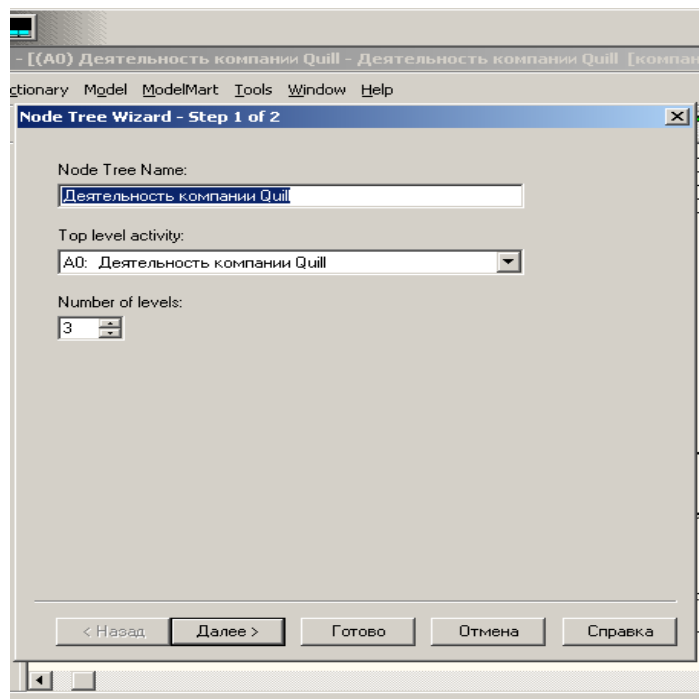 - [(A0) Деятельность компании Quill - Деятельность компании Quill [компан
ctionary Model ModelMart Tools Window Help
Node Tree Wizard - Step 1 of 2
Node Tree Name:
Деятельность компании Quill
Top level activity:
A0: Деятельность компании Quill
Number of levels:
3
< Назад Далее > Готово Отмена Справка